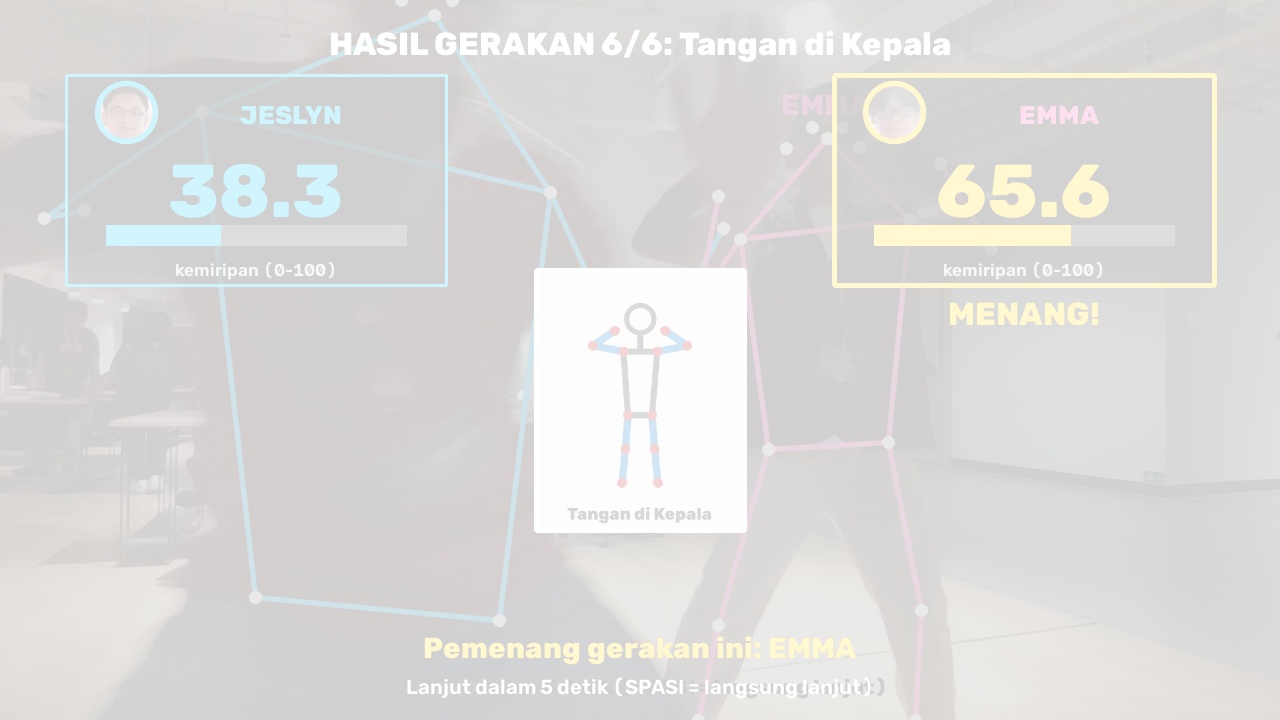 HASIL GERAKAN 6/6: Tangan di Kepala
JESLYN
38.3
kemiripan (0-100)
EMMA
EMMA
65.6
kemiripan (0-100)
MENANG!
Tangan di Kepala
Pemenang gerakan ini: EMMA
Lanjut dalam 5 detik (SPASI = langsung lanjut)